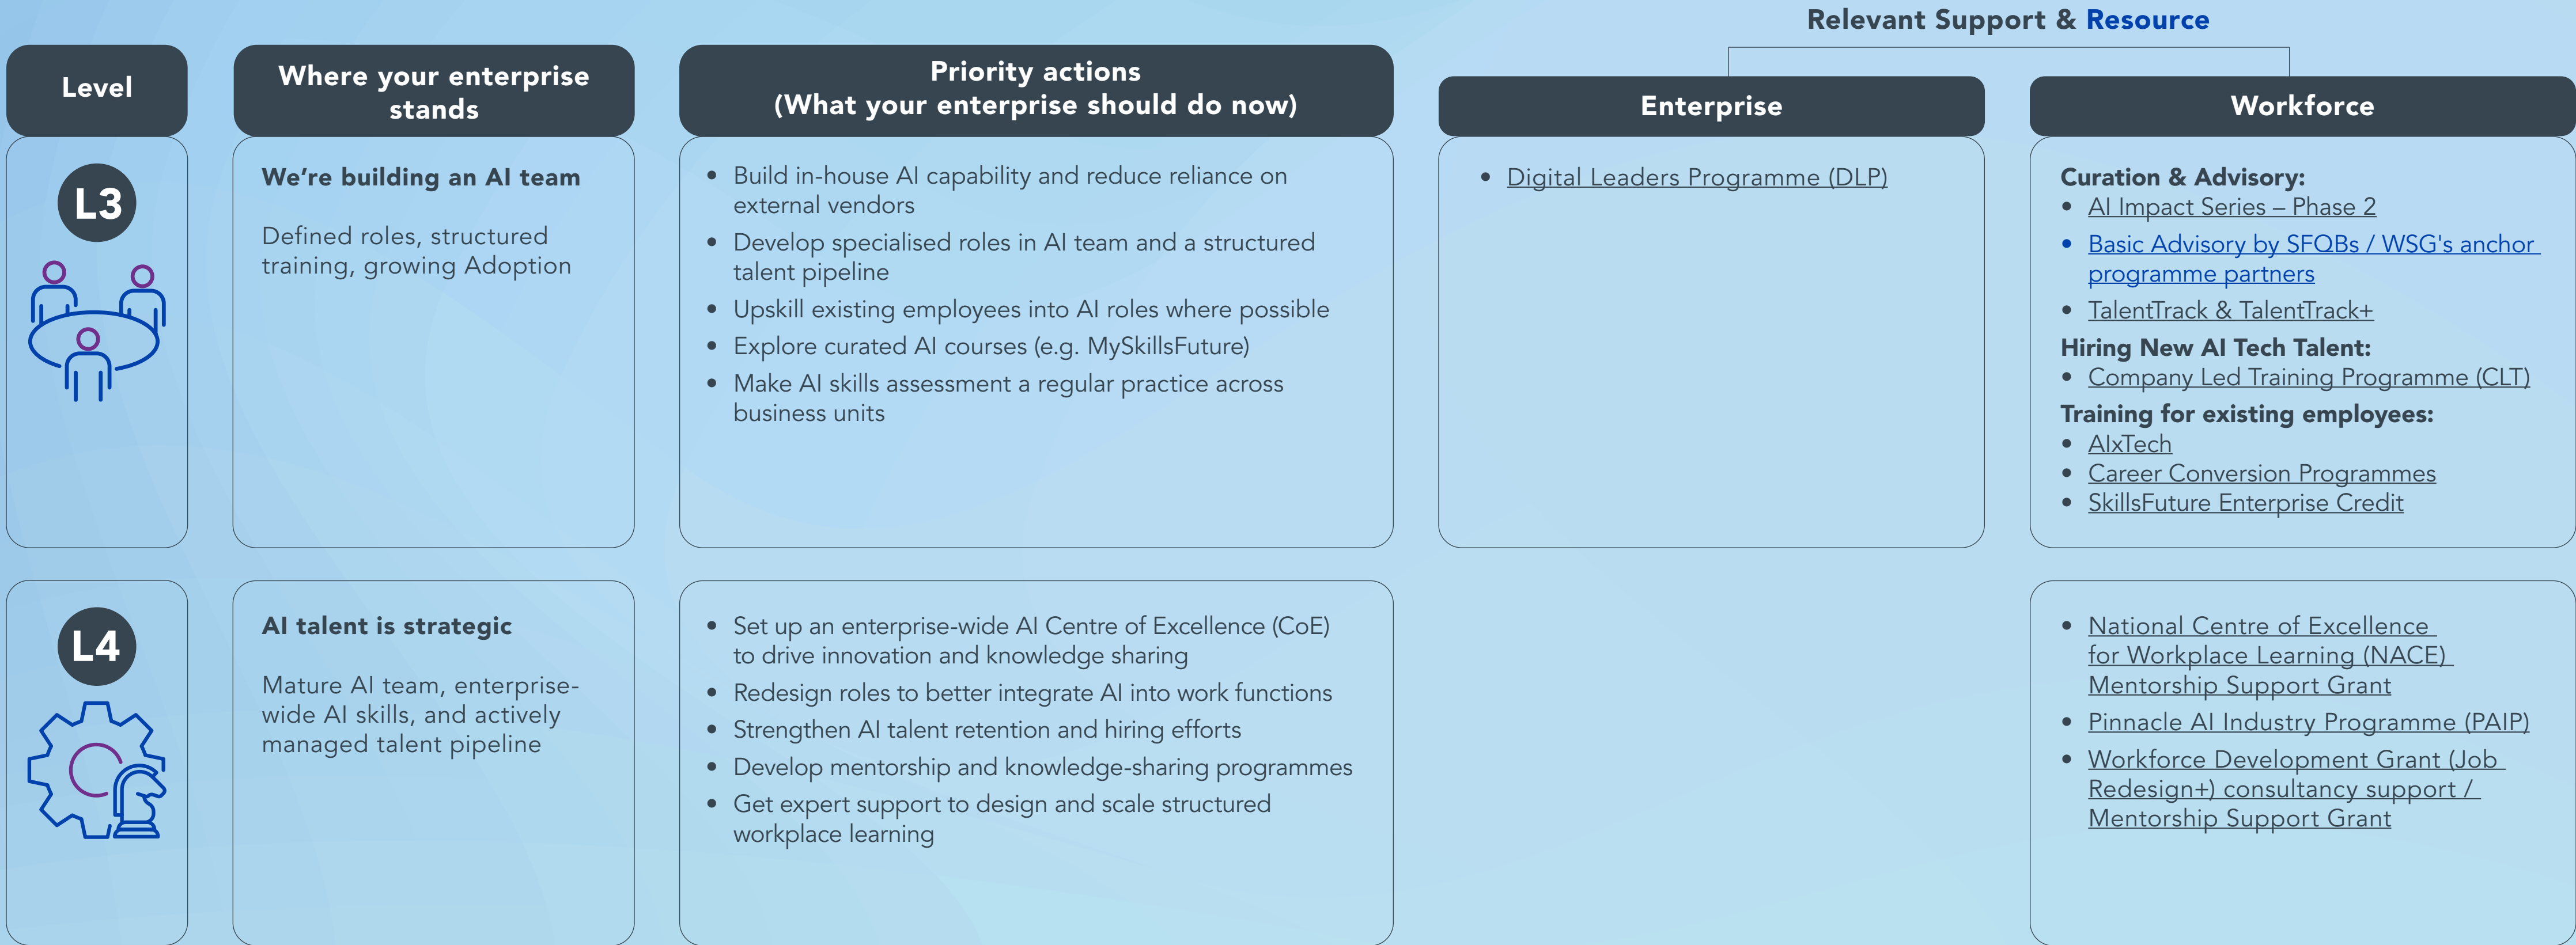 Relevant Support & Resource
Level
Where your enterprise
stands
Priority actions
(What your enterprise should do now)
Enterprise
Workforce
L3
We’re building an AI team
Defined roles, structured
training, growing Adoption
• Build in-house AI capability and reduce reliance on
external vendors
• Develop specialised roles in AI team and a structured
talent pipeline
• Upskill existing employees into AI roles where possible
• Explore curated AI courses (e.g. MySkillsFuture)
• Make AI skills assessment a regular practice across
business units
• Digital Leaders Programme (DLP)
Curation & Advisory:
• AI Impact Series – Phase 2
• Basic Advisory by SFQBs / WSG's anchor
programme partners
• TalentTrack & TalentTrack+
Hiring New AI Tech Talent:
• Company Led Training Programme (CLT)
Training for existing employees:
• AIxTech
• Career Conversion Programmes
• SkillsFuture Enterprise Credit
L4
AI talent is strategic
Mature AI team, enterprise-
wide AI skills, and actively
managed talent pipeline
• Set up an enterprise-wide AI Centre of Excellence (CoE)
to drive innovation and knowledge sharing
• Redesign roles to better integrate AI into work functions
• Strengthen AI talent retention and hiring efforts
• Develop mentorship and knowledge-sharing programmes
• Get expert support to design and scale structured
workplace learning
• National Centre of Excellence
for Workplace Learning (NACE)
Mentorship Support Grant
• Pinnacle AI Industry Programme (PAIP)
• Workforce Development Grant (Job
Redesign+) consultancy support /
Mentorship Support Grant